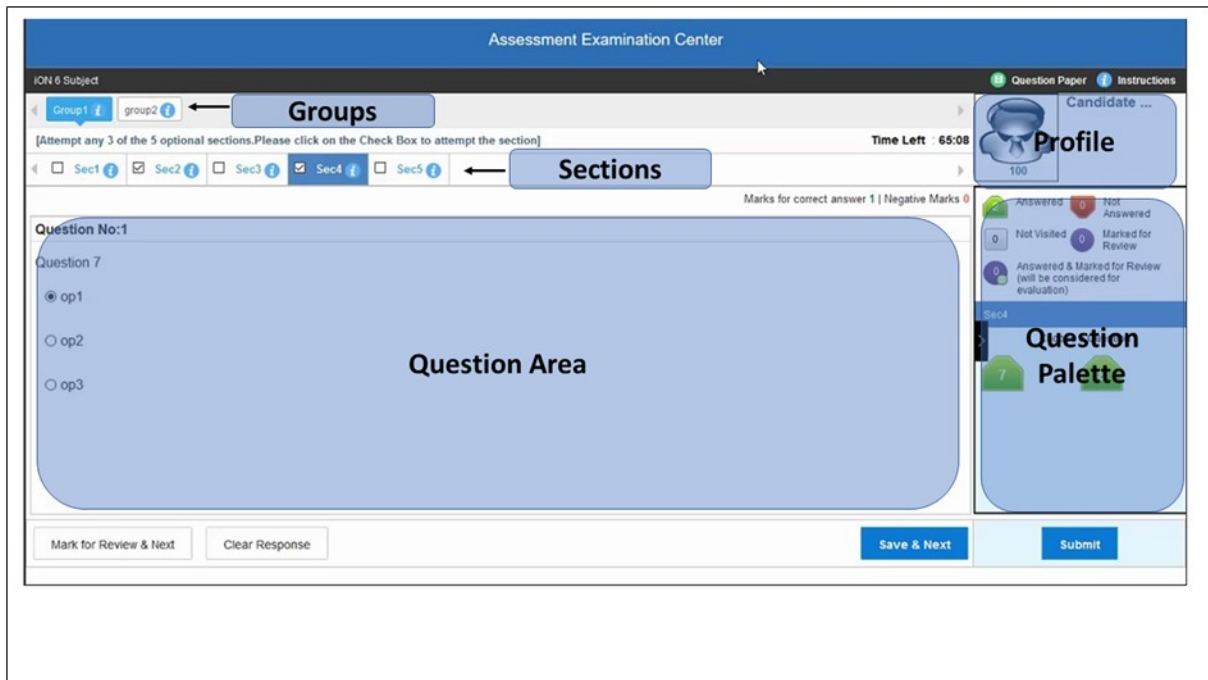 Assessment Examination Center
iON 6 Subject
Question Paper
Instructions
Group1
group2
Groups
Candidate ...
Profile
100
[Attempt any 3 of the 5 optional sections.Please click on the Check Box to attempt the section]
Time Left : 65:08
Sec1
Sec2
Sec3
Sec4
Sec5
Sections
Marks for correct answer 1 | Negative Marks 0
Question No:1
Question 7
op1
op2
op3
Question Area
2 Answered
0 Not Answered
0 Not Visited
0 Marked for Review
0 Answered & Marked for Review
(will be considered for
evaluation)
Sec4
Question
Palette
7
Mark for Review & Next
Clear Response
Save & Next
Submit